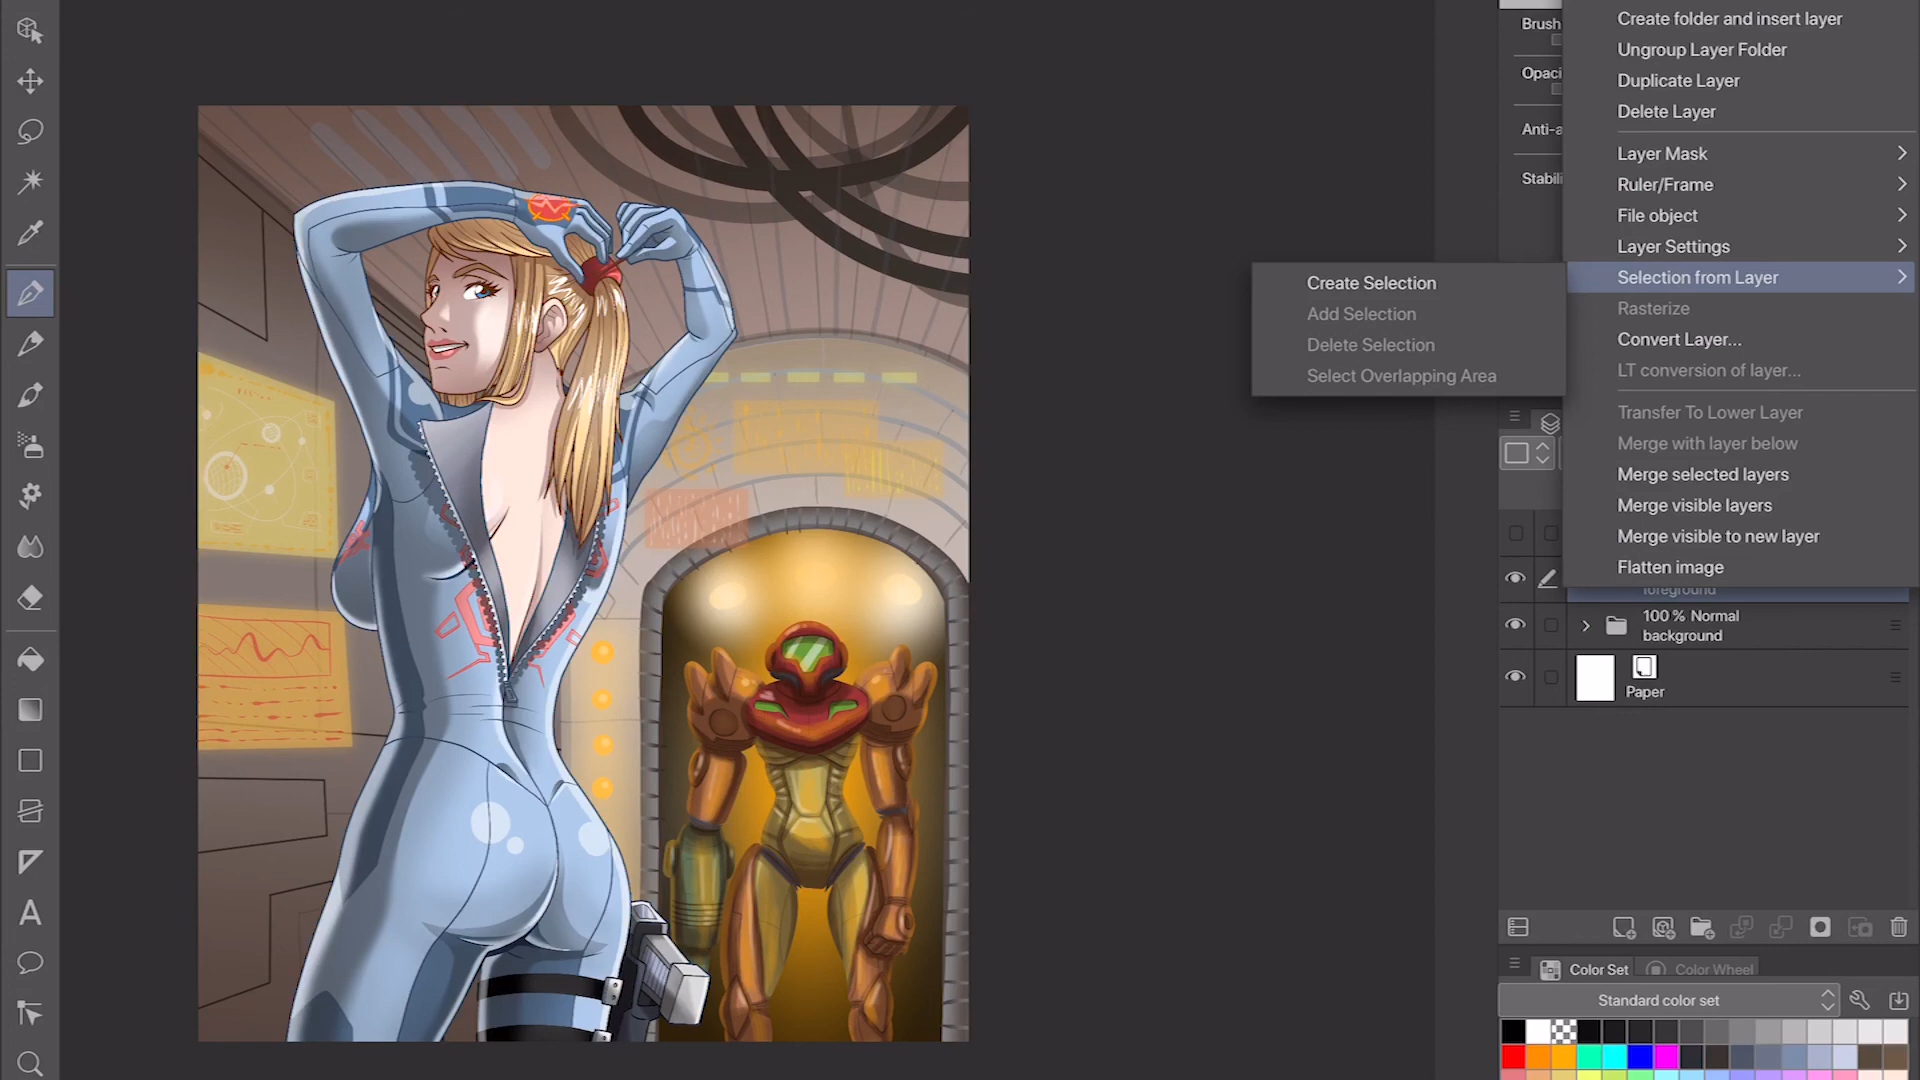 Brush
Opaci
Anti-a
Stabili
Create folder and insert layer
Ungroup Layer Folder
Duplicate Layer
Delete Layer
Layer Mask
Ruler/Frame
File object
Layer Settings
Selection from Layer
Rasterize
Convert Layer...
LT conversion of layer...
Transfer To Lower Layer
Merge with layer below
Merge selected layers
Merge visible layers
Merge visible to new layer
Flatten image
Create Selection
Add Selection
Delete Selection
Select Overlapping Area
foreground
100 % Normal
background
Paper
Color Set
Color Wheel
Standard color set